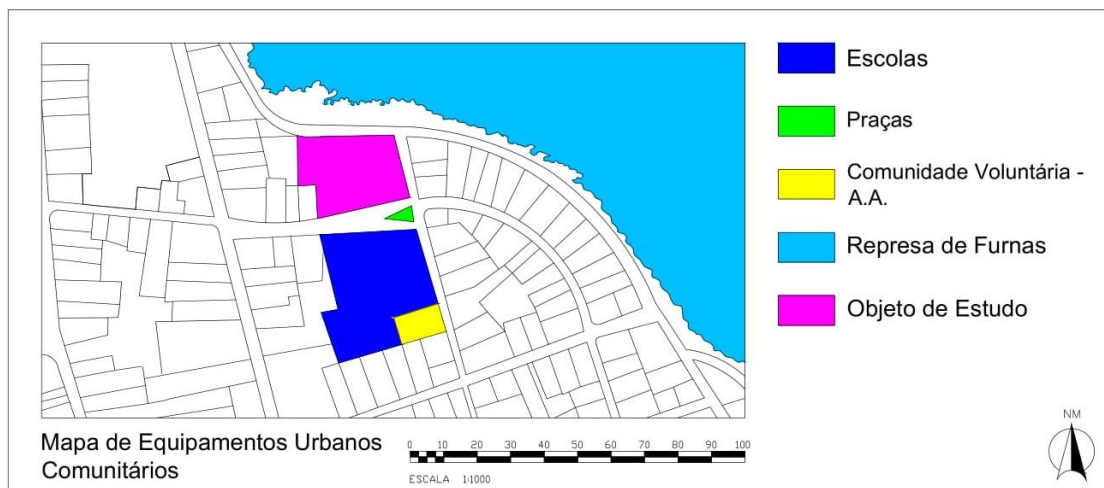 Escolas
Praças
Comunidade Voluntária -
A.A.
Represa de Furnas
Objeto de Estudo
Mapa de Equipamentos Urbanos
Comunitários
0 10 20 30 40 50 60 70 80 90 100
ESCALA 1:1000
NM